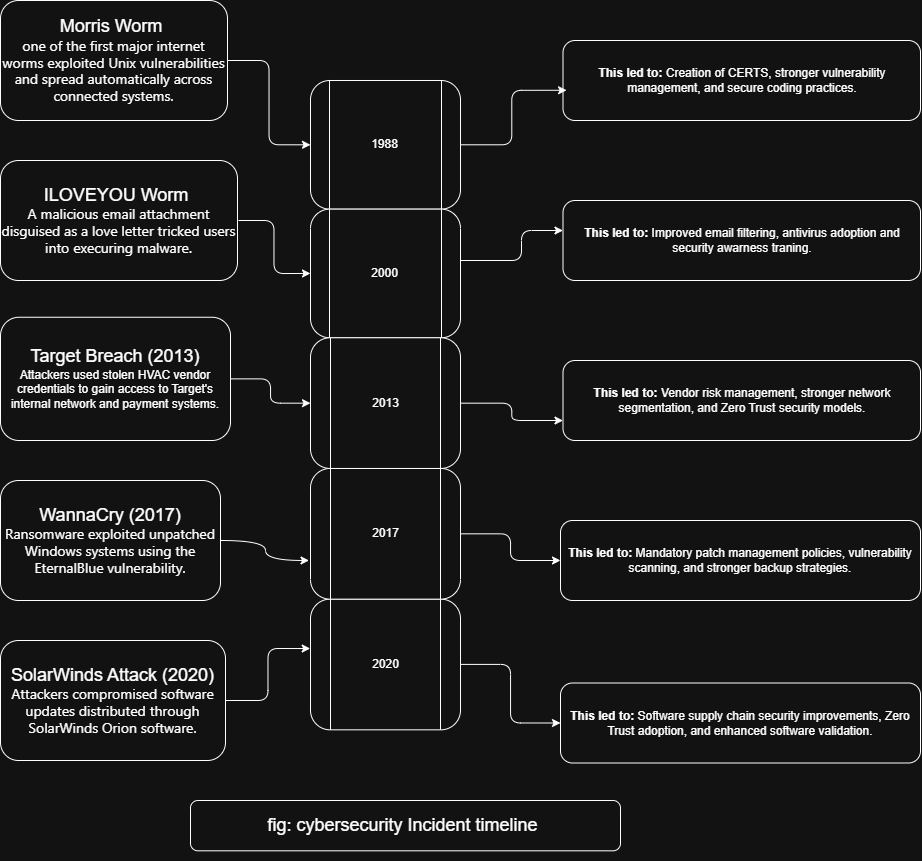 Morris Worm
one of the first major internet
worms exploited Unix vulnerabilities
and spread automatically across
connected systems.
1988
This led to: Creation of CERTS, stronger vulnerability
management, and secure coding practices.
ILOVEYOU Worm
A malicious email attachment
disguised as a love letter tricked users
into executing malware.
2000
This led to: Improved email filtering, antivirus adoption and
security awarness traning.
Target Breach (2013)
Attackers used stolen HVAC vendor
credentials to gain access to Target's
internal network and payment systems.
2013
This led to: Vendor risk management, stronger network
segmentation, and Zero Trust security models.
WannaCry (2017)
Ransomware exploited unpatched
Windows systems using the
EternalBlue vulnerability.
2017
This led to: Mandatory patch management policies, vulnerability
scanning, and stronger backup strategies.
SolarWinds Attack (2020)
Attackers compromised software
updates distributed through
SolarWinds Orion software.
2020
This led to: Software supply chain security improvements, Zero
Trust adoption, and enhanced software validation.
fig: cybersecurity Incident timeline